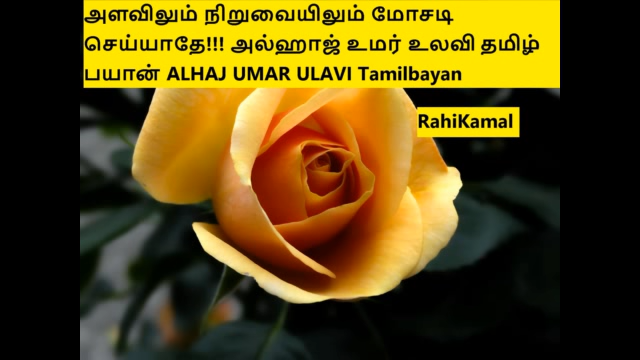 அளவிலும் நிறுவையிலும் மோசடி
செய்யாதே!!! அல்ஹாஜ் உமர் உலவி தமிழ்
பயான் ALHAJ UMAR ULAVI Tamilbayan
RahiKamal